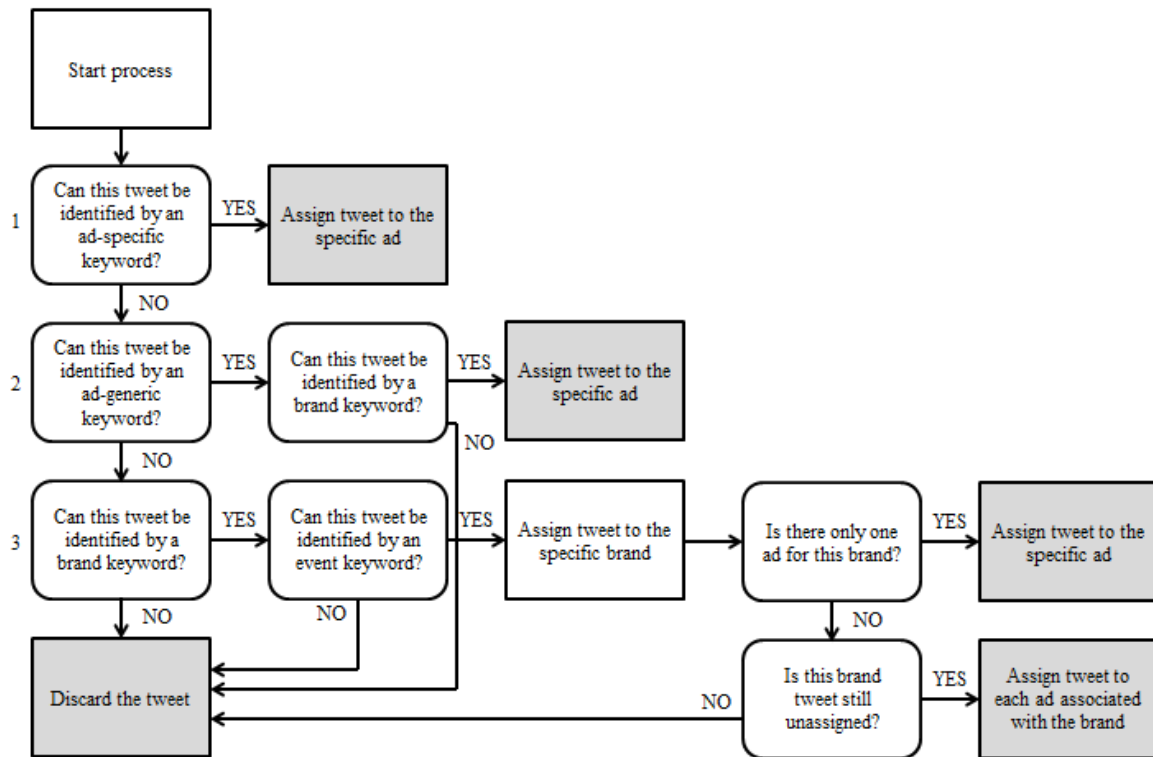 Start process
1
Can this tweet be
identified by an
ad-specific
keyword?
YES
Assign tweet to the
specific ad
NO
2
Can this tweet be
identified by an
ad-generic
keyword?
YES
Can this tweet be
identified by a
brand keyword?
YES
Assign tweet to the
specific ad
NO
NO
3
Can this tweet be
identified by a
brand keyword?
YES
Can this tweet be
identified by an
event keyword?
YES
Assign tweet to the
specific brand
Is there only one
ad for this brand?
YES
Assign tweet to the
specific ad
NO
NO
NO
Discard the tweet
NO
Is this brand
tweet still
unassigned?
YES
Assign tweet to
each ad associated
with the brand